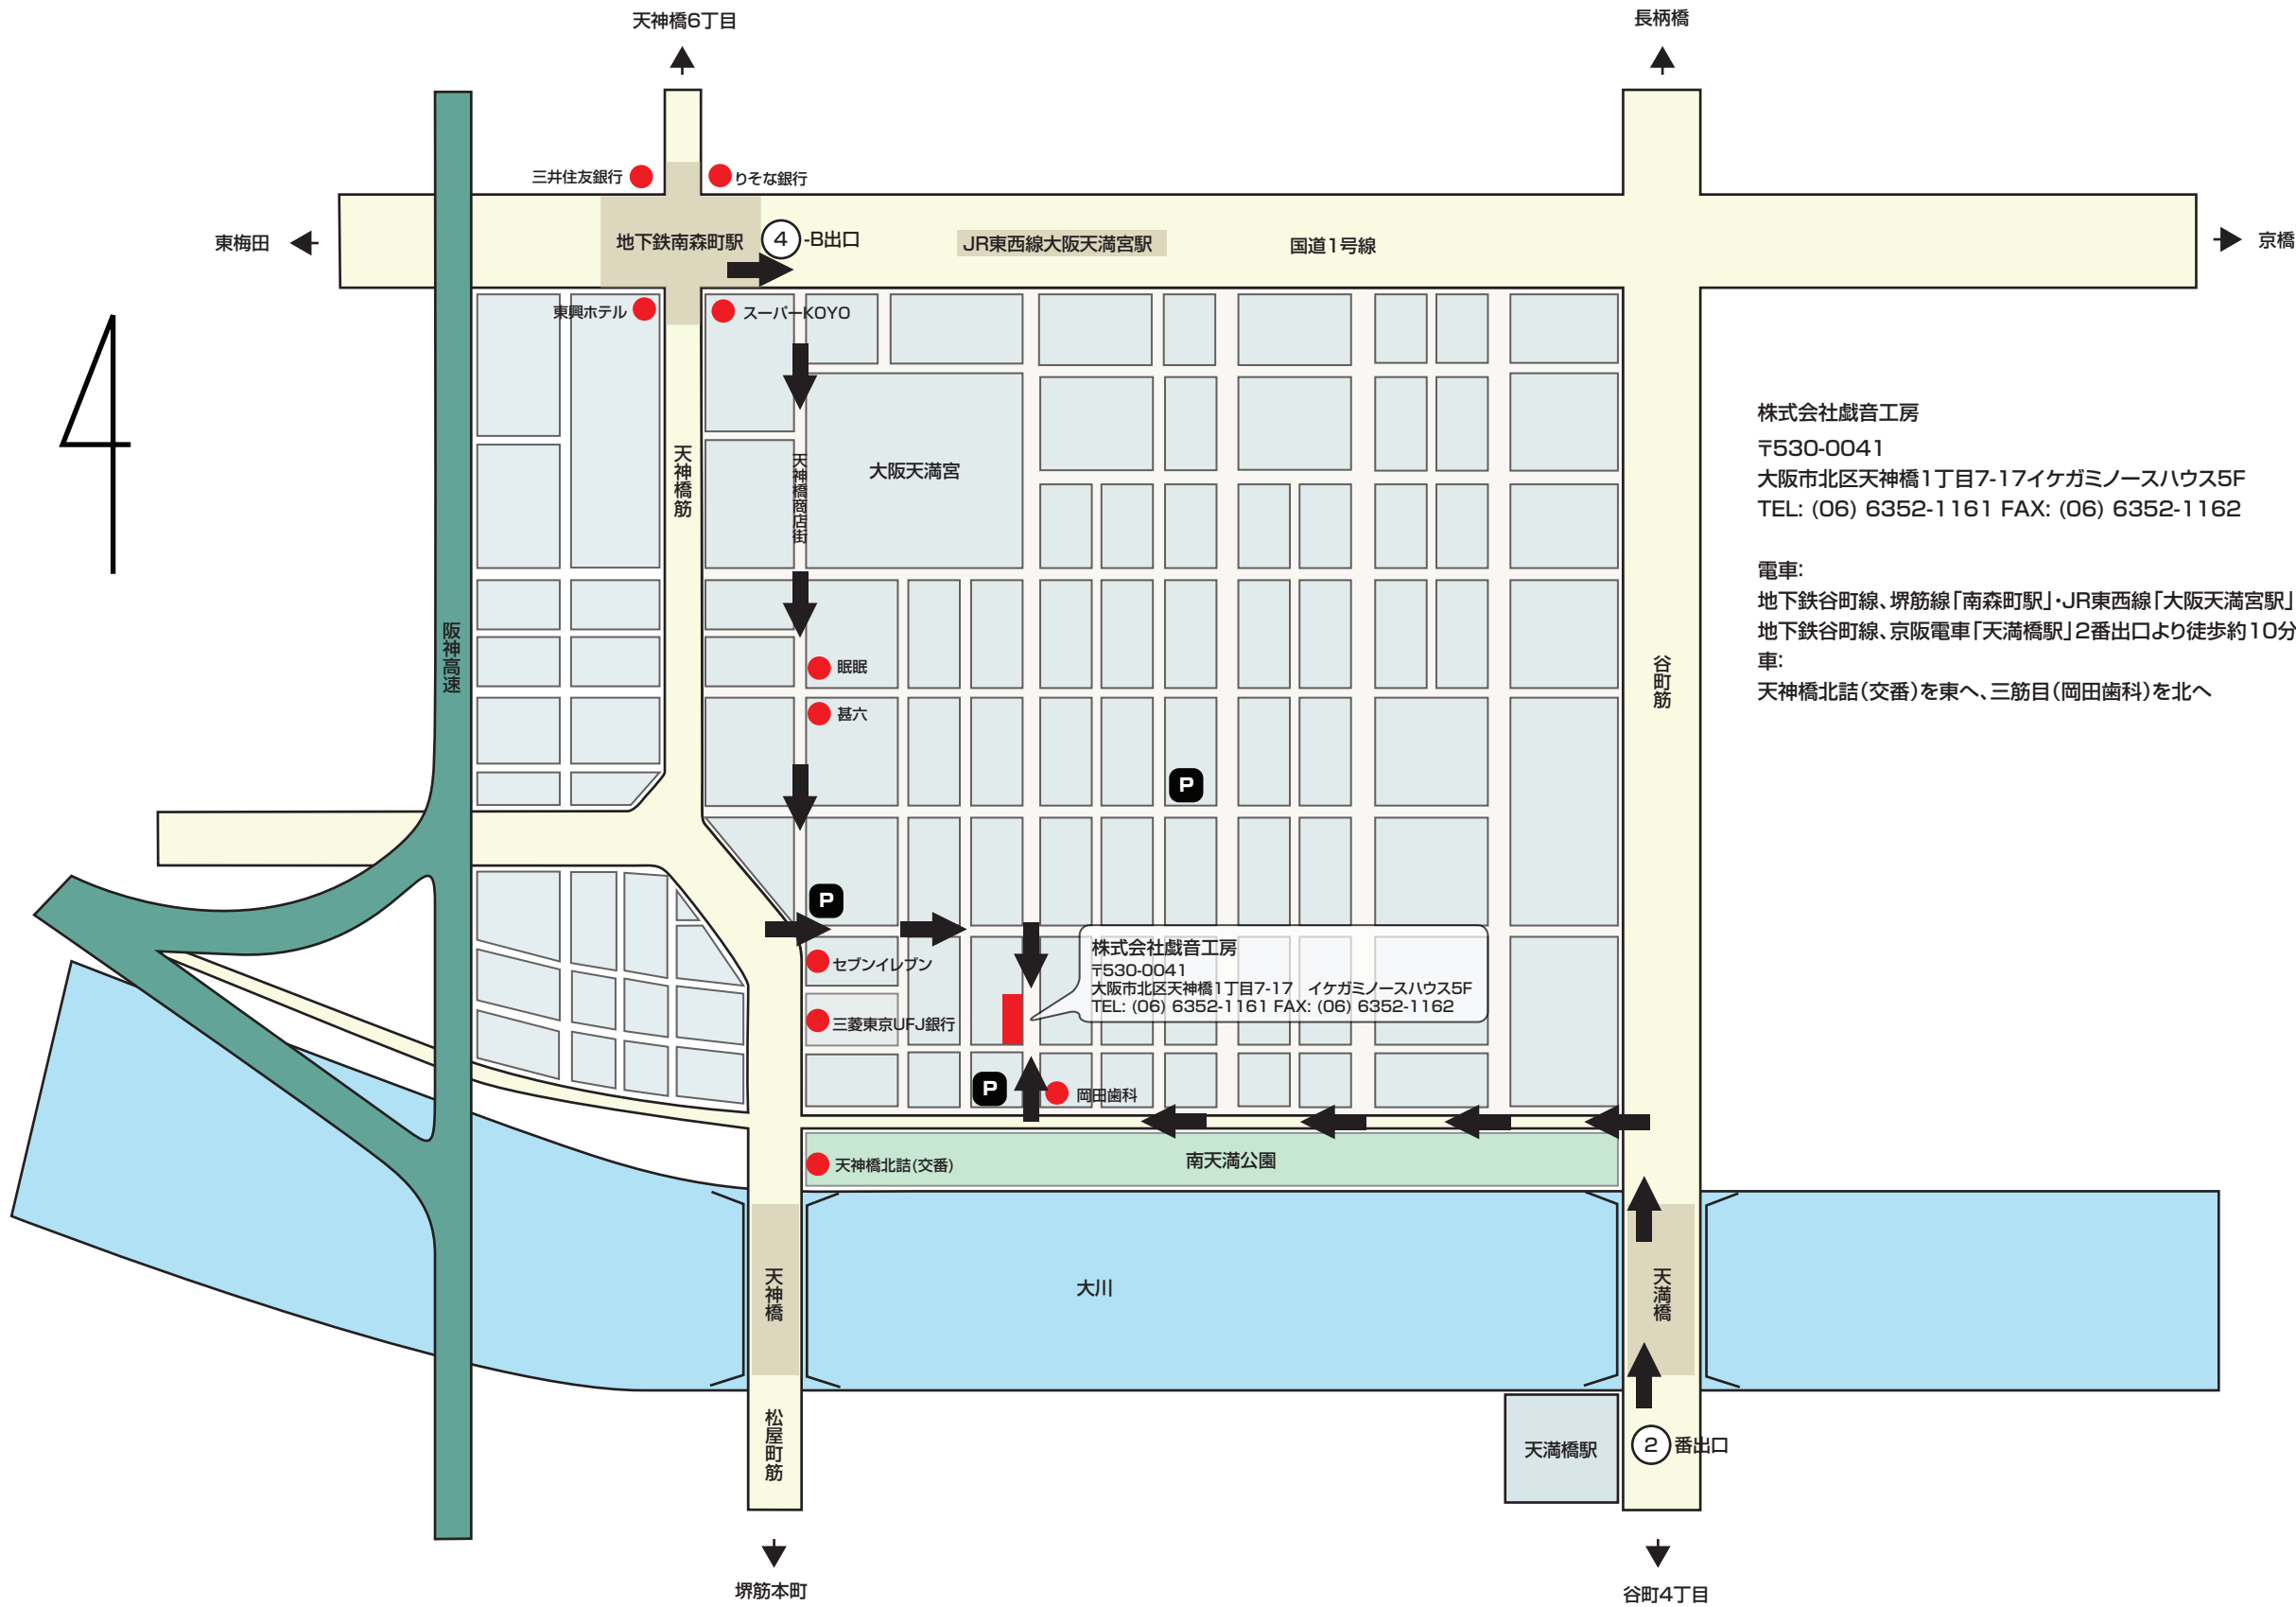 天神橋6丁目
長柄橋
三井住友銀行
りそな銀行
東梅田
地下鉄南森町駅
4 -B出口
JR東西線大阪天満宮駅
国道1号線
京橋
東興ホテル
スーパーKOYO
天神橋筋
天神橋商店街
大阪天満宮
株式会社戯音工房
〒530-0041
大阪市北区天神橋1丁目7-17イケガミノースハウス5F
TEL: (06) 6352-1161 FAX: (06) 6352-1162
電車:
地下鉄谷町線、堺筋線「南森町駅」・JR東西線「大阪天満宮駅」
地下鉄谷町線、京阪電車「天満橋駅」2番出口より徒歩約10分
車:
天神橋北詰(交番)を東へ、三筋目(岡田歯科)を北へ
阪神高速
谷町筋
眠眠
甚六
P
P
セブンイレブン
株式会社戯音工房
〒530-0041
大阪市北区天神橋1丁目7-17 イケガミノースハウス5F
TEL: (06) 6352-1161 FAX: (06) 6352-1162
三菱東京UFJ銀行
P
岡田歯科
天神橋北詰(交番)
南天満公園
天神橋
大川
天満橋
松屋町筋
天満橋駅
2 番出口
堺筋本町
谷町4丁目